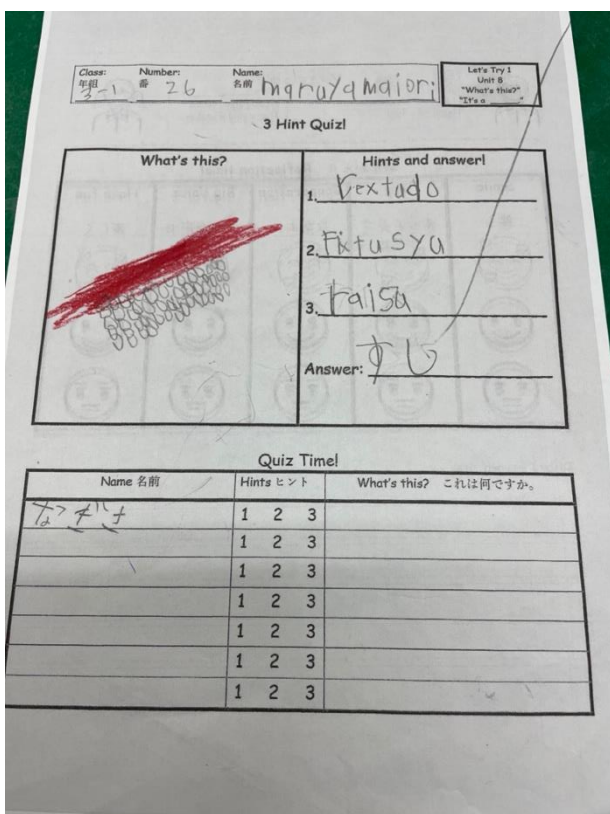 Class: Number: Name:
年組 番 名前
3-1 26 maruyamaiori
Let's Try 1
Unit 8
"What's this?"
"It's a ______."
3 Hint Quiz!
What's this? Hints and answer!
1. rextudo
2. Fixtusyu
3. raisu
Answer: すし
Quiz Time!
Name 名前 Hints ヒント What's this? これは何ですか。
1 2 3
1 2 3
1 2 3
1 2 3
1 2 3
1 2 3
1 2 3